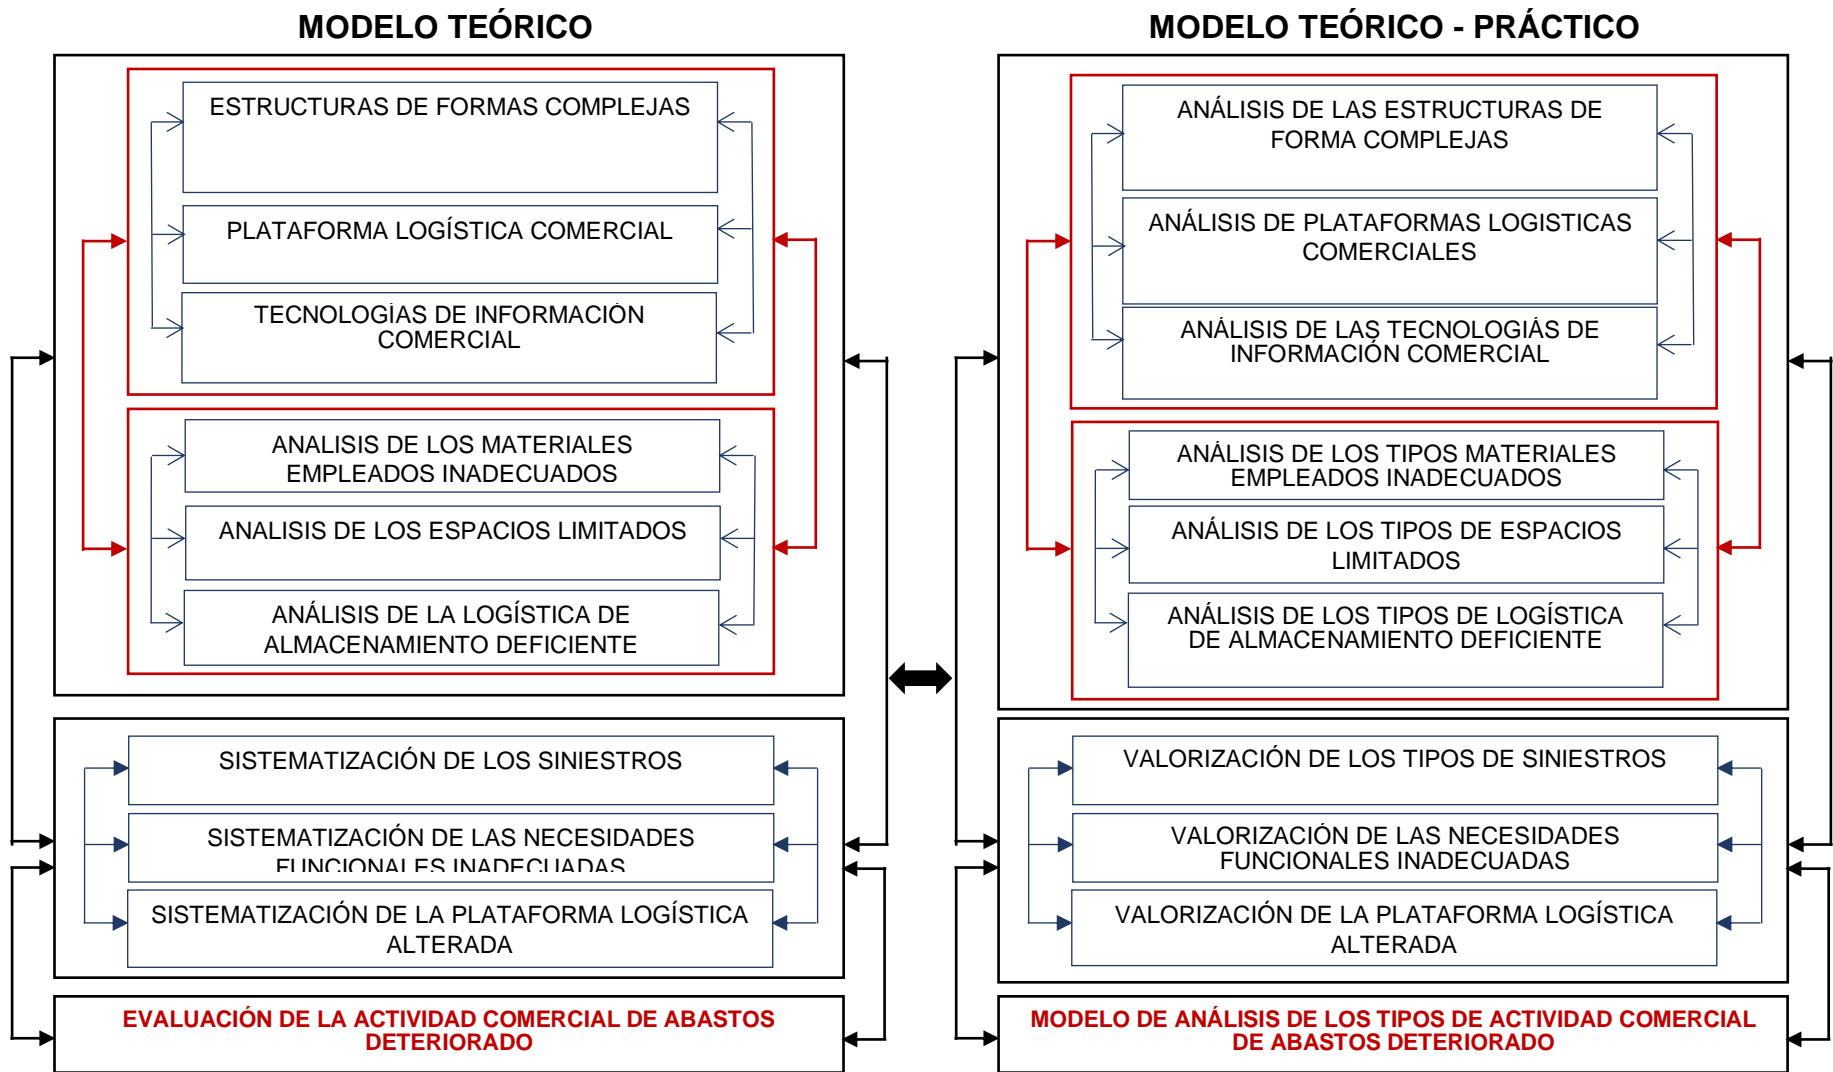 MODELO TEÓRICO
ESTRUCTURAS DE FORMAS COMPLEJAS
PLATAFORMA LOGÍSTICA COMERCIAL
TECNOLOGÍAS DE INFORMACIÓN
COMERCIAL
ANALISIS DE LOS MATERIALES
EMPLEADOS INADECUADOS
ANALISIS DE LOS ESPACIOS LIMITADOS
ANÁLISIS DE LA LOGÍSTICA DE
ALMACENAMIENTO DEFICIENTE
SISTEMATIZACIÓN DE LOS SINIESTROS
SISTEMATIZACIÓN DE LAS NECESIDADES
FUNCIONALES INADECUADAS
SISTEMATIZACIÓN DE LA PLATAFORMA LOGÍSTICA
ALTERADA
EVALUACIÓN DE LA ACTIVIDAD COMERCIAL DE ABASTOS
DETERIORADO
MODELO TEÓRICO - PRÁCTICO
ANÁLISIS DE LAS ESTRUCTURAS DE
FORMA COMPLEJAS
ANÁLISIS DE PLATAFORMAS LOGISTICAS
COMERCIALES
ANÁLISIS DE LAS TECNOLOGIÁS DE
INFORMACIÓN COMERCIAL
ANÁLISIS DE LOS TIPOS MATERIALES
EMPLEADOS INADECUADOS
ANÁLISIS DE LOS TIPOS DE ESPACIOS
LIMITADOS
ANÁLISIS DE LOS TIPOS DE LOGÍSTICA
DE ALMACENAMIENTO DEFICIENTE
VALORIZACIÓN DE LOS TIPOS DE SINIESTROS
VALORIZACIÓN DE LAS NECESIDADES
FUNCIONALES INADECUADAS
VALORIZACIÓN DE LA PLATAFORMA LOGÍSTICA
ALTERADA
MODELO DE ANÁLISIS DE LOS TIPOS DE ACTIVIDAD COMERCIAL
DE ABASTOS DETERIORADO